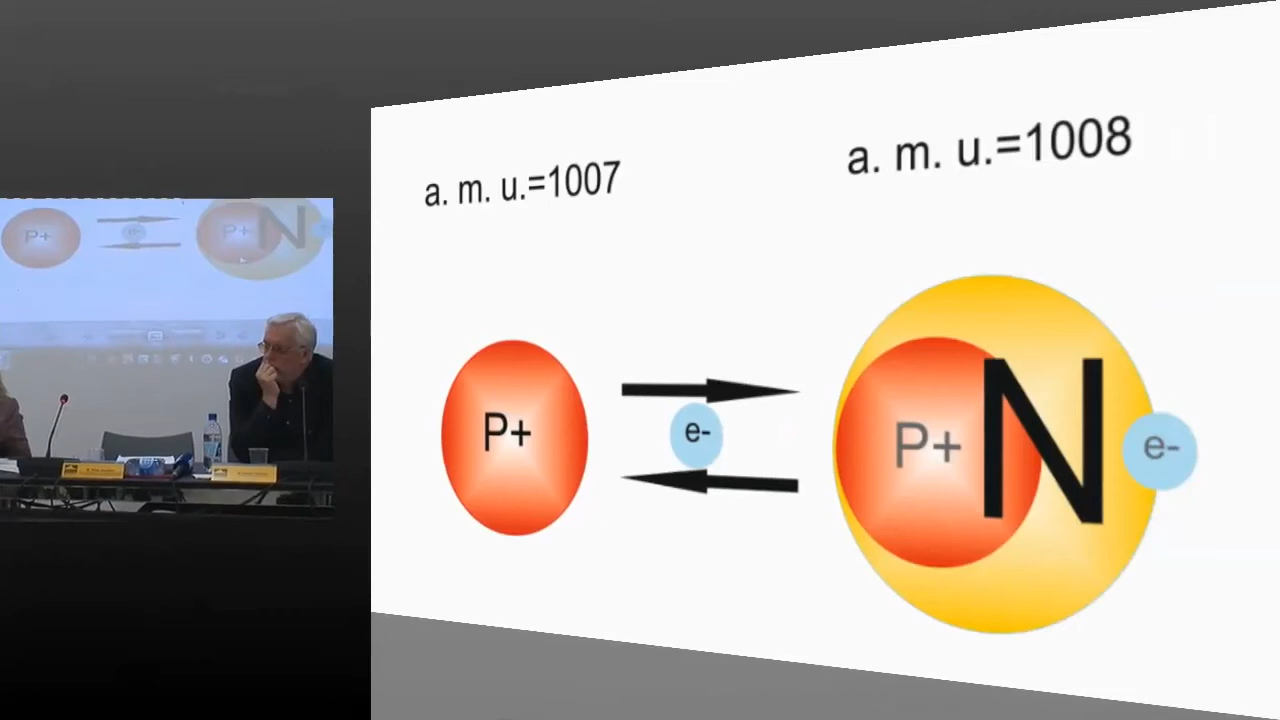 a. m. u.=1007
a. m. u.=1008
P+
e-
P+
N
e-
P+
e-
P+
N